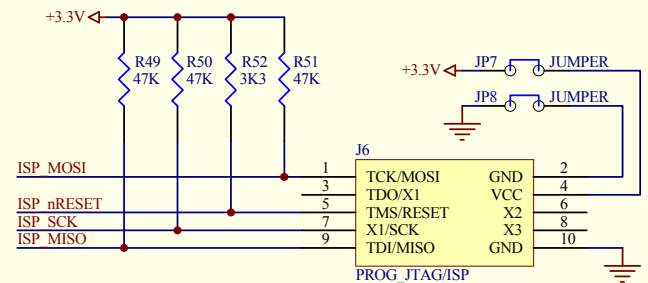 +3.3V
R49 R50 R52 R51
47K 47K 3K3 47K
+3.3V JP7 JUMPER
JP8 JUMPER
J6
ISP_MOSI 1 TCK/MOSI GND 2
3 TDO/X1 VCC 4
ISP_nRESET 5 TMS/RESET X2 6
ISP_SCK 7 X1/SCK X3 8
ISP_MISO 9 TDI/MISO GND 10
PROG_JTAG/ISP